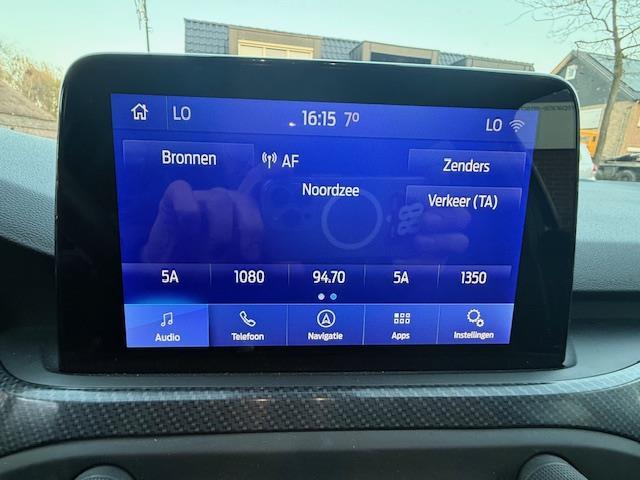 LO 16:15 7º LO
Bronnen AF Zenders
Noordzee Verkeer (TA)
5A 1080 94.70 5A 1350
Audio Telefoon Navigatie Apps Instellingen